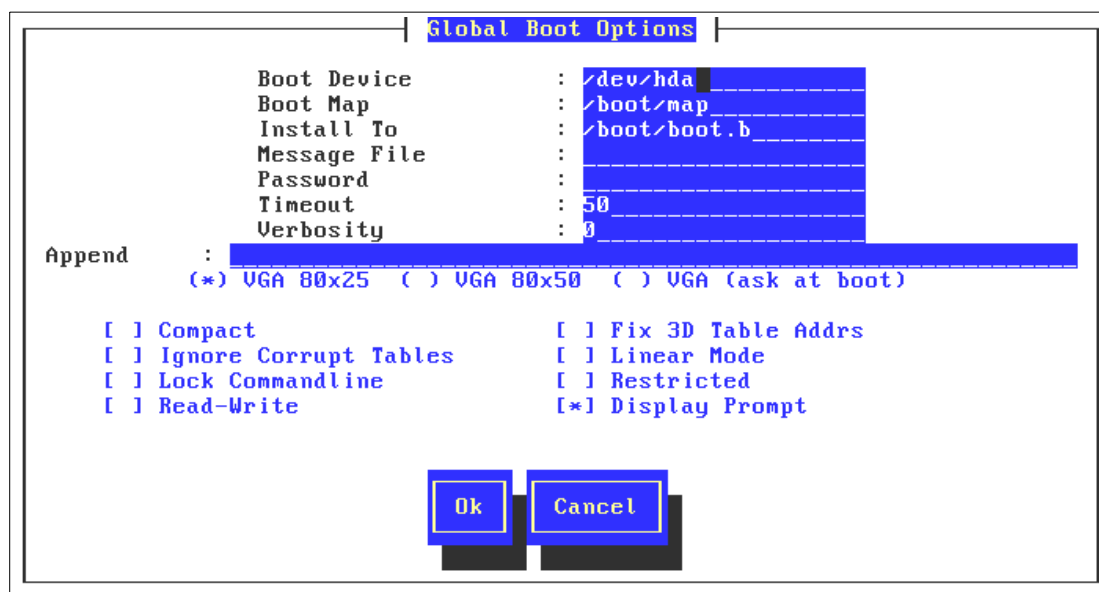 Global Boot Options
Boot Device : /dev/hda
Boot Map : /boot/map
Install To : /boot/boot.b
Message File :
Password :
Timeout : 50
Verbosity : 0
Append :
(*) VGA 80x25 ( ) VGA 80x50 ( ) VGA (ask at boot)
[ ] Compact [ ] Fix 3D Table Addrs
[ ] Ignore Corrupt Tables [ ] Linear Mode
[ ] Lock Commandline [ ] Restricted
[ ] Read-Write [*] Display Prompt
Ok Cancel